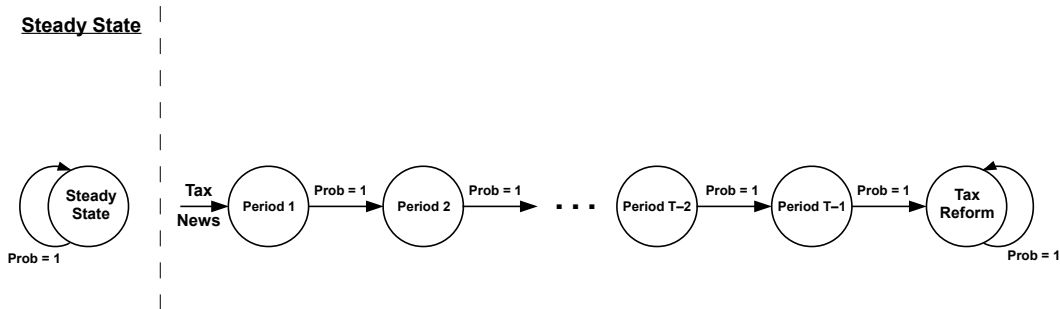 Steady State
Steady
State
Prob = 1
Tax
News
Period 1
Prob = 1
Period 2
Prob = 1
. . .
Period T–2
Prob = 1
Period T–1
Prob = 1
Tax
Reform
Prob = 1